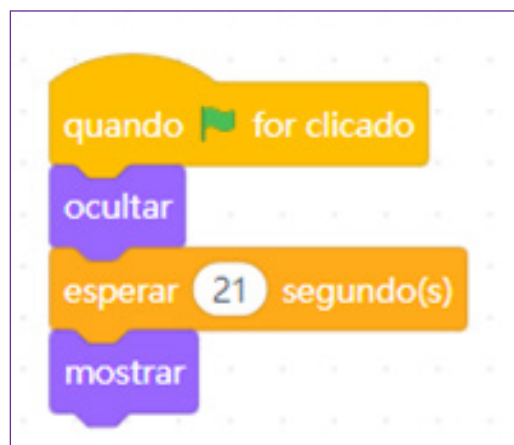 quando for clicado
ocultar
esperar 21 segundo(s)
mostrar